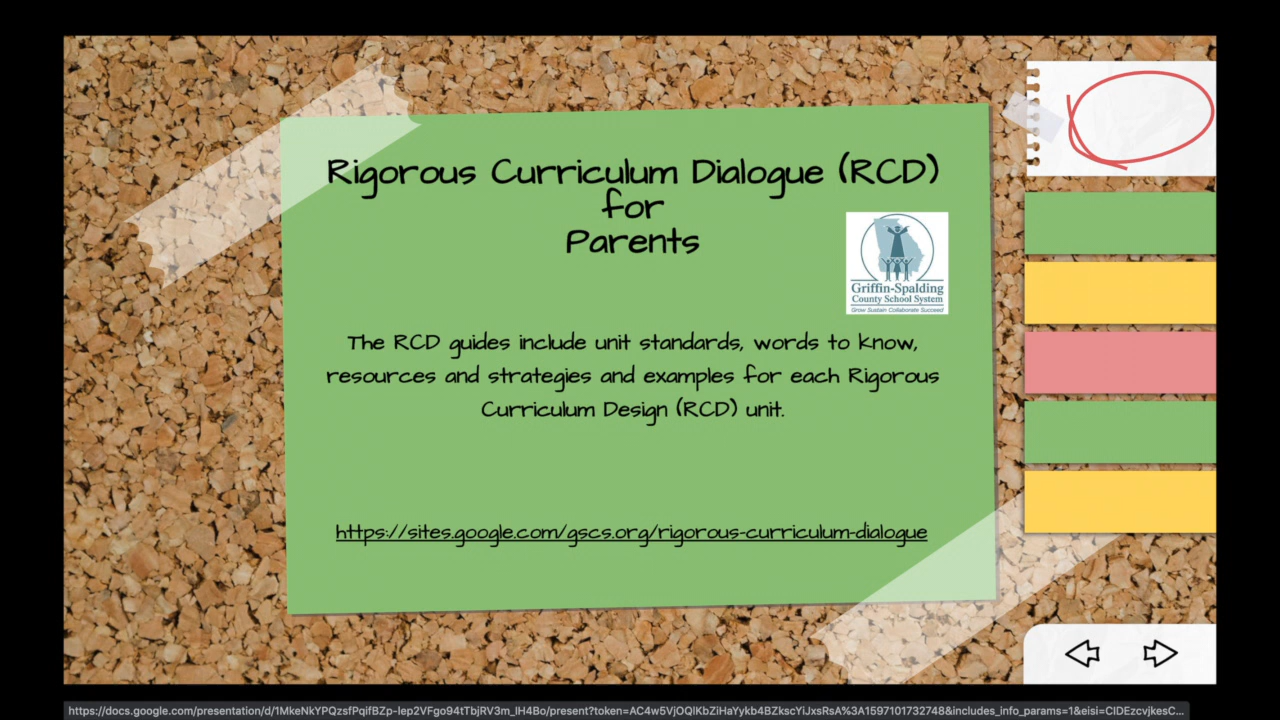 Rigorous Curriculum Dialogue (RCD)
for
Parents
Griffin-Spalding
County School System
Grow Sustain Collaborate Succeed
The RCD guides include unit standards, words to know,
resources and strategies and examples for each Rigorous
Curriculum Design (RCD) unit.
https://sites.google.com/gscs.org/rigorous-curriculum-dialogue